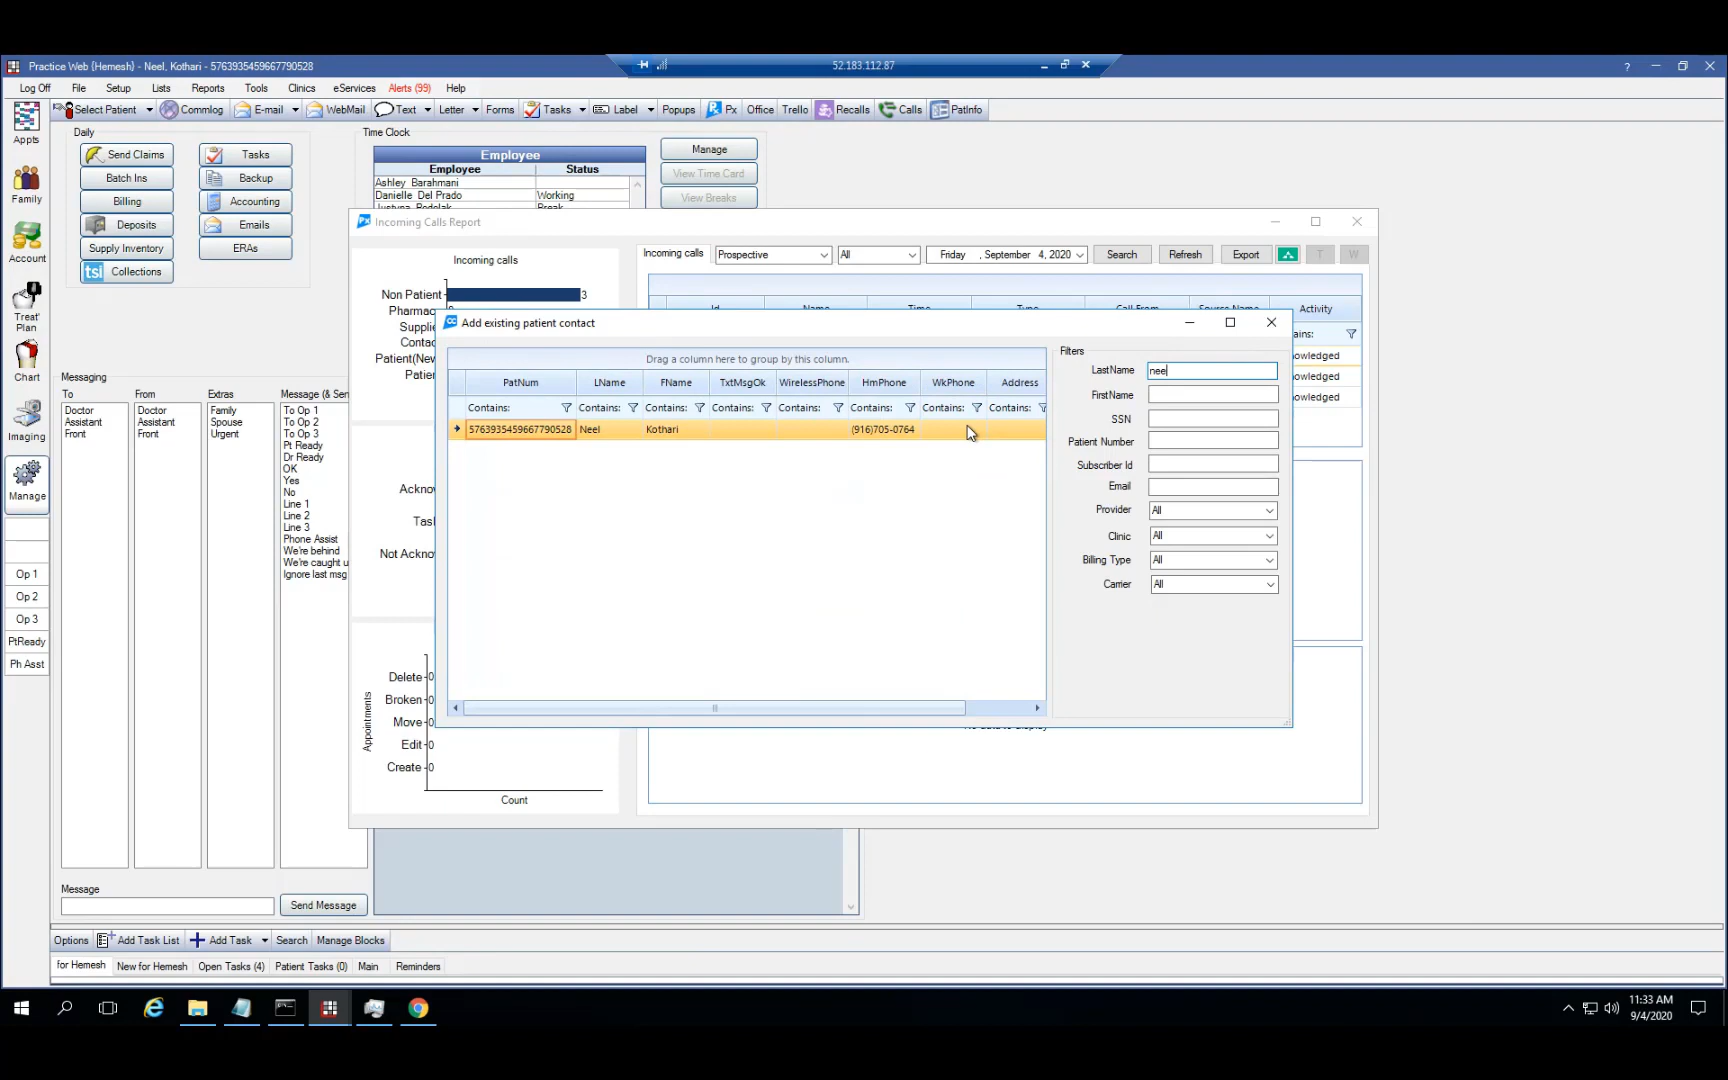 52.183.112.87
Practice Web {Hemesh} - Neel, Kothari - 5763935459667790528
Log Off File Setup Lists Reports Tools Clinics eServices Alerts (99) Help
Select Patient Commlog E-mail WebMail Text Letter Forms Tasks Label Popups Px Office Trello Recalls Calls PatInfo
Appts
Family
Account
Treat'
Plan
Chart
Imaging
Manage
Op 1
Op 2
Op 3
PtReady
Ph Asst
Daily
Send Claims Tasks
Batch Ins Backup
Billing Accounting
Deposits Emails
Supply Inventory ERAs
tsi Collections
Time Clock
Employee
Employee Status
Ashley Barahmani
Danielle Del Prado Working
Manage
View Time Card
View Breaks
Messaging
To From Extras
Doctor Doctor Family
Assistant Assistant Spouse
Front Front Urgent
Message (& Sen
To Op 1
To Op 2
To Op 3
Pt Ready
Dr Ready
OK
Yes
No
Line 1
Line 2
Line 3
Phone Assist
We're behind
We're caught u
Ignore last msg
Message
Send Message
Incoming Calls Report
Incoming calls
Non Patient 3
Pharmac
Supplie
Contac
Patient(New
Patien
Ackno
Task
Not Ackno
Appointments
Delete 0
Broken 0
Move 0
Edit 0
Create 0
Count
Incoming calls Prospective All Friday , September 4, 2020 Search Refresh Export T W
Id Name Time Type Call From Source Name Activity
ains:
owledged
owledged
owledged
Add existing patient contact
Drag a column here to group by this column.
PatNum LName FName TxtMsgOk WirelessPhone HmPhone WkPhone Address
Contains: Contains: Contains: Contains: Contains: Contains: Contains: Contains:
5763935459667790528 Neel Kothari (916)705-0764
Filters
LastName neel
FirstName
SSN
Patient Number
Subscriber Id
Email
Provider All
Clinic All
Billing Type All
Carrier All
Options Add Task List Add Task Search Manage Blocks
for Hemesh New for Hemesh Open Tasks (4) Patient Tasks (0) Main Reminders
11:33 AM
9/4/2020